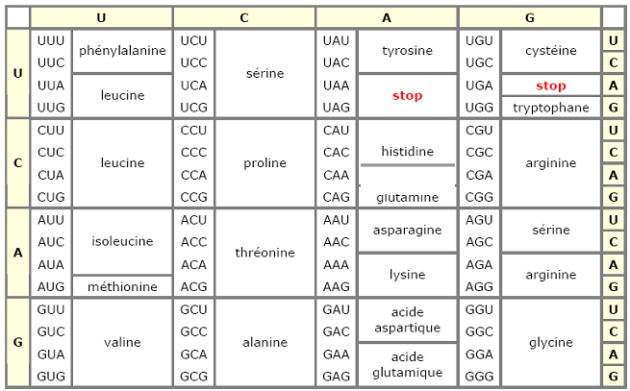 U C A G
U UUU phénylalanine UCU sérine UAU tyrosine UGU cystéine U
UUC UCC UAC UGC C
UUA leucine UCA UAA stop UGA stop A
UUG UCG UAG UGG tryptophane G
C CUU leucine CCU proline CAU histidine CGU arginine U
CUC CCC CAC CGC C
CUA CCA CAA glutamine CGA A
CUG CCG CAG CGG G
A AUU isoleucine ACU thréonine AAU asparagine AGU sérine U
AUC ACC AAC AGC C
AUA ACA AAA lysine AGA arginine A
AUG méthionine ACG AAG AGG G
G GUU valine GCU alanine GAU acide aspartique GGU glycine U
GUC GCC GAC GGC C
GUA GCA GAA acide glutamique GGA A
GUG GCG GAG GGG G